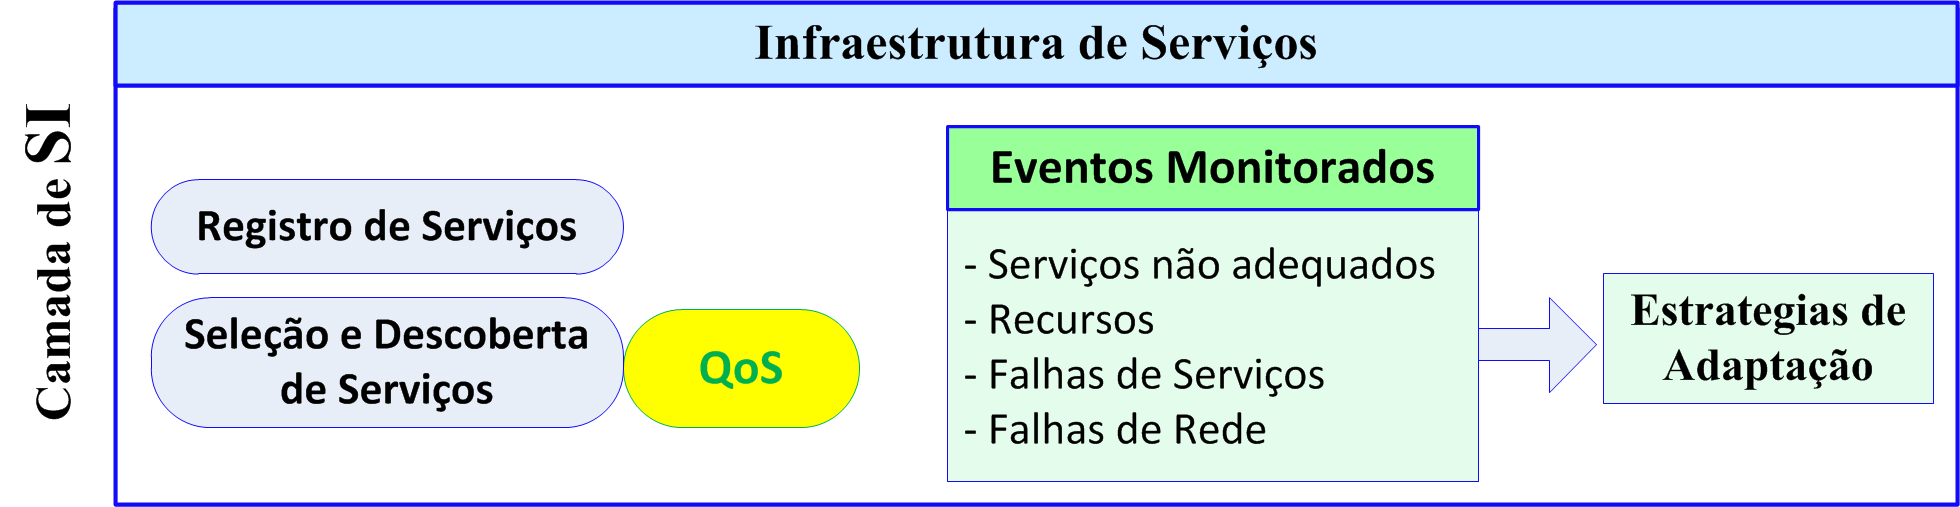 Infraestrutura de Serviços
Camada de SI
Registro de Serviços
Seleção e Descoberta
de Serviços
QoS
Eventos Monitorados
- Serviços não adequados
- Recursos
- Falhas de Serviços
- Falhas de Rede
Estrategias de
Adaptação